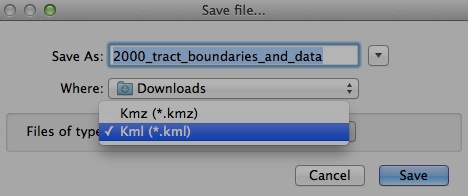 Save file...
Save As: 2000_tract_boundaries_and_data
Where: Downloads
Kmz (*.kmz)
Files of type ✓ Kml (*.kml)
Cancel Save